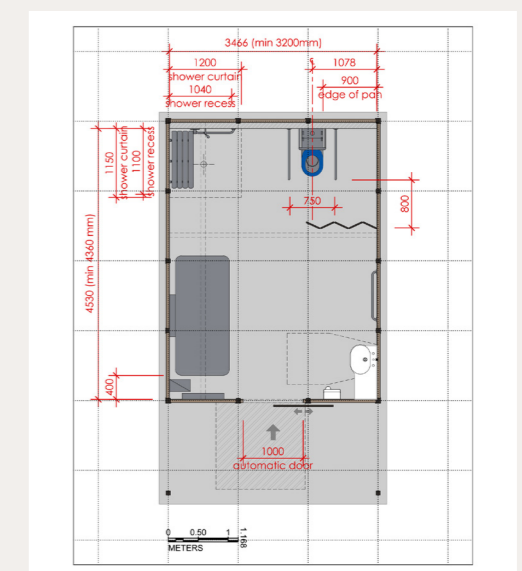 3466 (min 3200mm)
1200
shower curtain
1040
shower recess
℄
1078
900
edge of pan
1150
shower curtain
1100
shower recess
750
800
4530 (min 4360 mm)
400
1000
automatic door
0 0.50 1 1.168
METERS